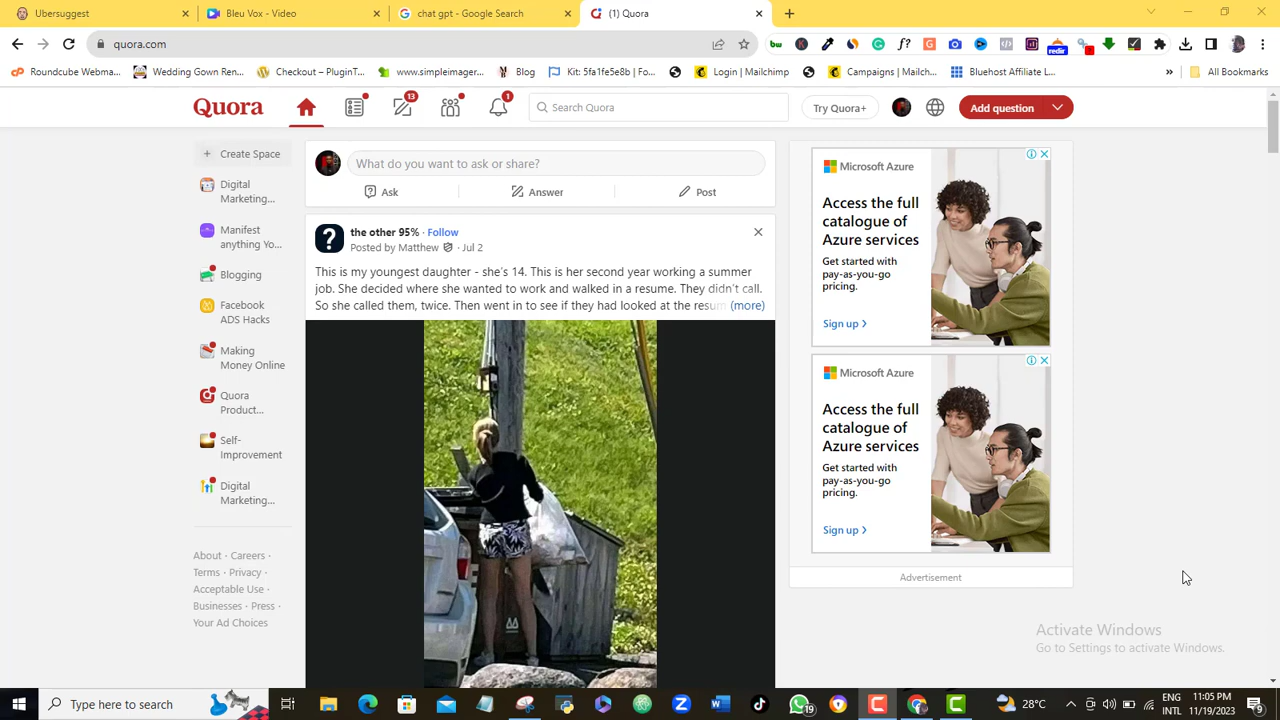 Ubersuggest
Bleu Vox - Video
chat gpt - Google Search
(1) Quora
quora.com
Roundcube Webma...
Wedding Gown Ren...
Checkout – Plugin1...
www.simpleimager...
Blog
Kit: 5fa1fe5e8b | Fo...
Login | Mailchimp
Campaigns | Mailch...
Bluehost Affiliate L...
»
All Bookmarks
Quora
13
1
Search Quora
Try Quora+
Add question
Create Space
Digital
Marketing...
Manifest
anything Yo...
Blogging
Facebook
ADS Hacks
Making
Money Online
Quora
Product...
Self-
Improvement
Digital
Marketing...
About · Careers ·
Terms · Privacy ·
Acceptable Use ·
Businesses · Press ·
Your Ad Choices
What do you want to ask or share?
Ask
Answer
Post
the other 95% · Follow
Posted by Matthew · Jul 2
This is my youngest daughter - she's 14. This is her second year working a summer
job. She decided where she wanted to work and walked in a resume. They didn't call.
So she called them, twice. Then went in to see if they had looked at the resum (more)
Microsoft Azure
Access the full
catalogue of
Azure services
Get started with
pay-as-you-go
pricing.
Sign up >
Microsoft Azure
Access the full
catalogue of
Azure services
Get started with
pay-as-you-go
pricing.
Sign up >
Advertisement
Activate Windows
Go to Settings to activate Windows.
Type here to search
19
28°C
ENG
INTL
11:05 PM
11/19/2023